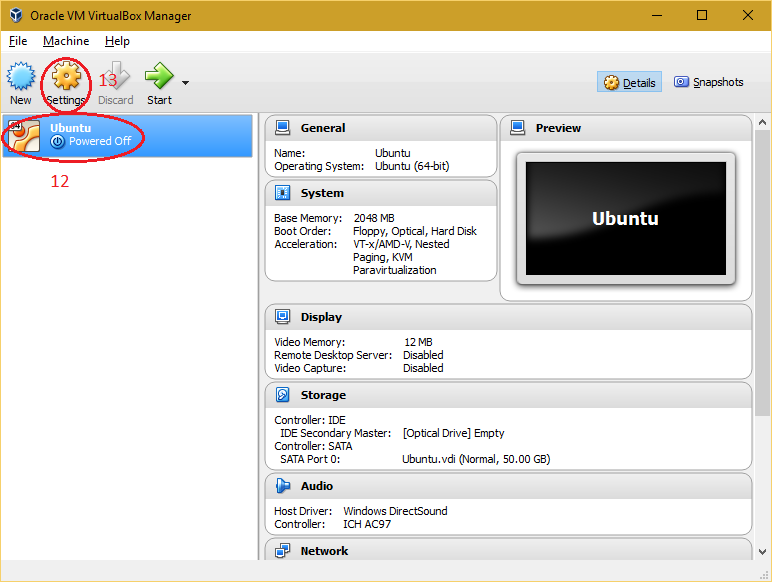 Oracle VM VirtualBox Manager
File Machine Help
New Settings 13 Discard Start Details Snapshots
64 Ubuntu
Powered Off
12
General
Name: Ubuntu
Operating System: Ubuntu (64-bit)
System
Base Memory: 2048 MB
Boot Order: Floppy, Optical, Hard Disk
Acceleration: VT-x/AMD-V, Nested
Paging, KVM
Paravirtualization
Preview
Ubuntu
Display
Video Memory: 12 MB
Remote Desktop Server: Disabled
Video Capture: Disabled
Storage
Controller: IDE
IDE Secondary Master: [Optical Drive] Empty
Controller: SATA
SATA Port 0: Ubuntu.vdi (Normal, 50.00 GB)
Audio
Host Driver: Windows DirectSound
Controller: ICH AC97
Network